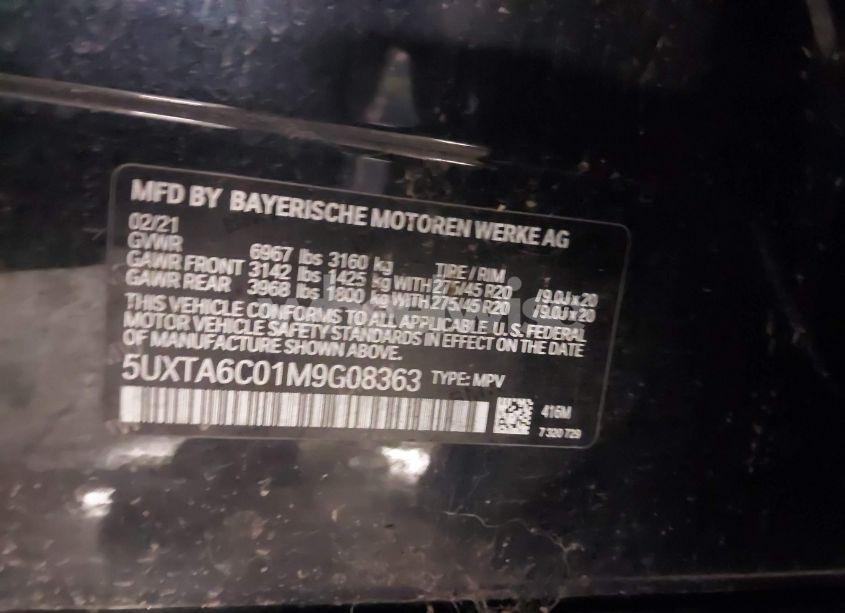 MFD BY BAYERISCHE MOTOREN WERKE AG
02/21
GVWR 6967 lbs 3160 kg TIRE / RIM
GAWR FRONT 3142 lbs 1425 kg WITH 275/45 R20 /9.0J x 20
GAWR REAR 3968 lbs 1800 kg WITH 275/45 R20 /9.0J x 20
THIS VEHICLE CONFORMS TO ALL APPLICABLE U.S. FEDERAL
MOTOR VEHICLE SAFETY STANDARDS IN EFFECT ON THE DATE
OF MANUFACTURE SHOWN ABOVE.
5UXTA6C01M9G08363 TYPE: MPV
416M
7 320 729